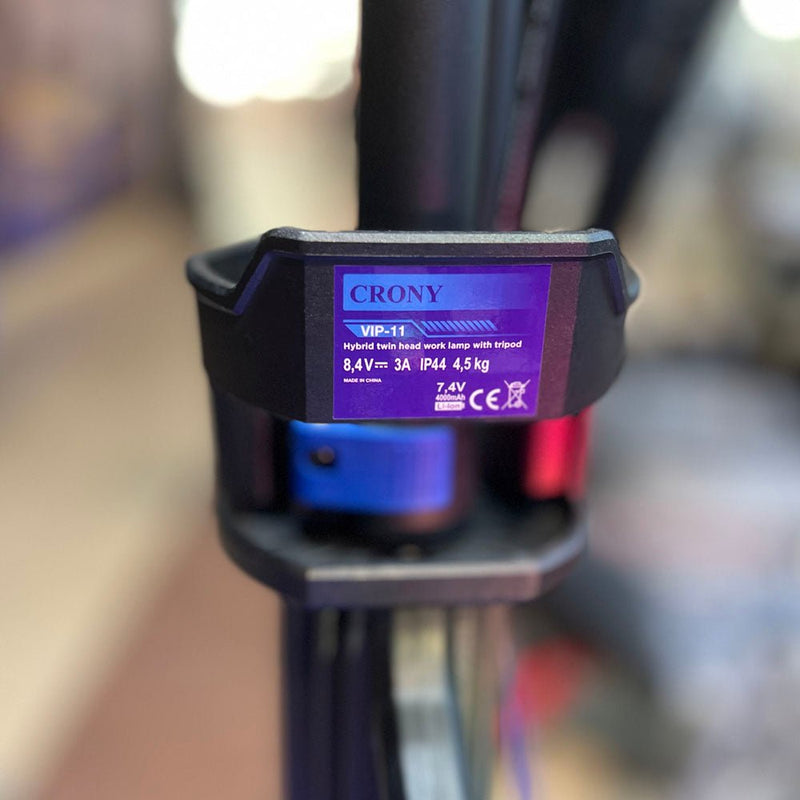 CRONY
VIP-11
Hybrid twin head work lamp with tripod
8,4V⎓ 3A IP44 4,5 kg
MADE IN CHINA
7,4V
4000mAh
Li-Ion CE